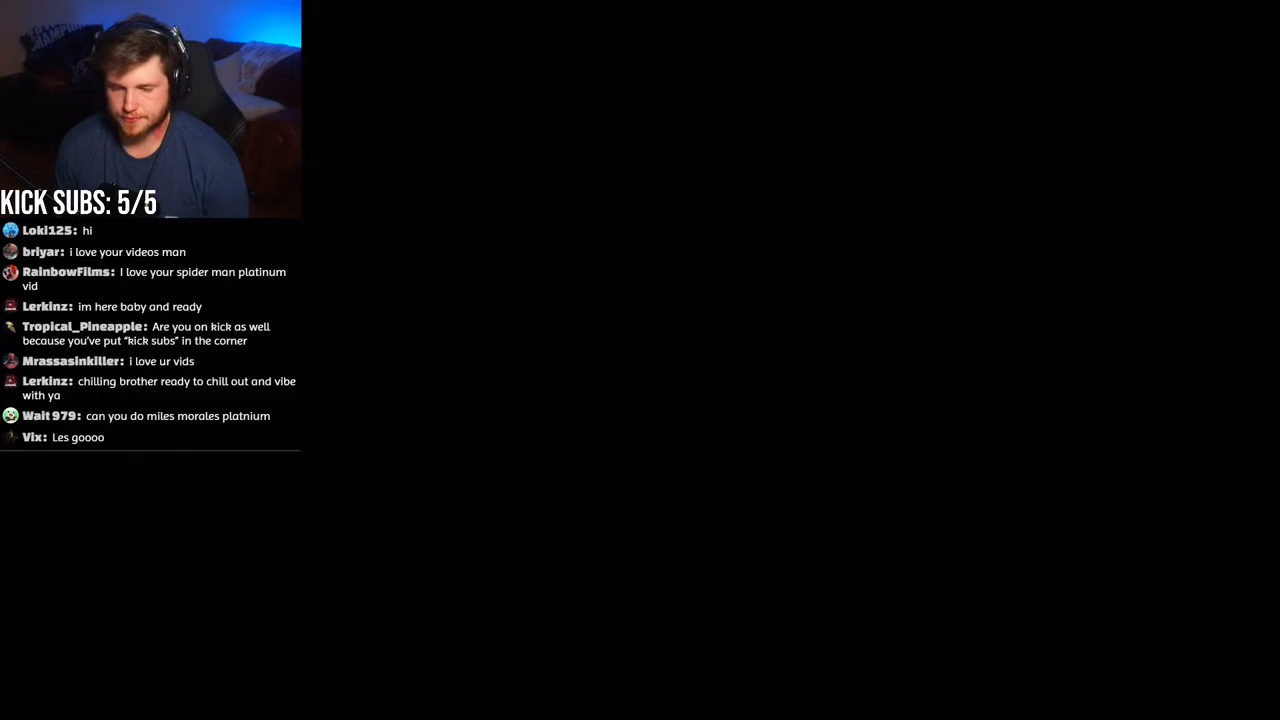 CHAMPION
KICK SUBS: 5/5
Loki125: hi
briyar: i love your videos man
RainbowFilms: I love your spider man platinum
vid
Lerkinz: im here baby and ready
Tropical_Pineapple: Are you on kick as well
because you've put “kick subs” in the corner
Mrassasinkiller: i love ur vids
Lerkinz: chilling brother ready to chill out and vibe
with ya
Wait 979: can you do miles morales platnium
Vix: Les goooo